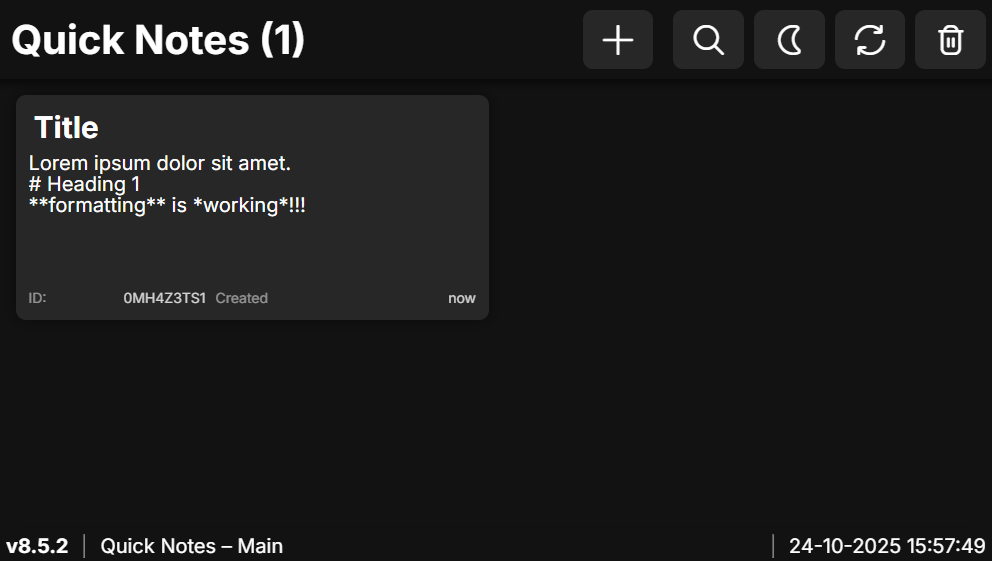 Quick Notes (1)
Title
Lorem ipsum dolor sit amet.
# Heading 1
**formatting** is *working*!!!
ID: 0MH4Z3TS1 Created now
v8.5.2 | Quick Notes – Main | 24-10-2025 15:57:49